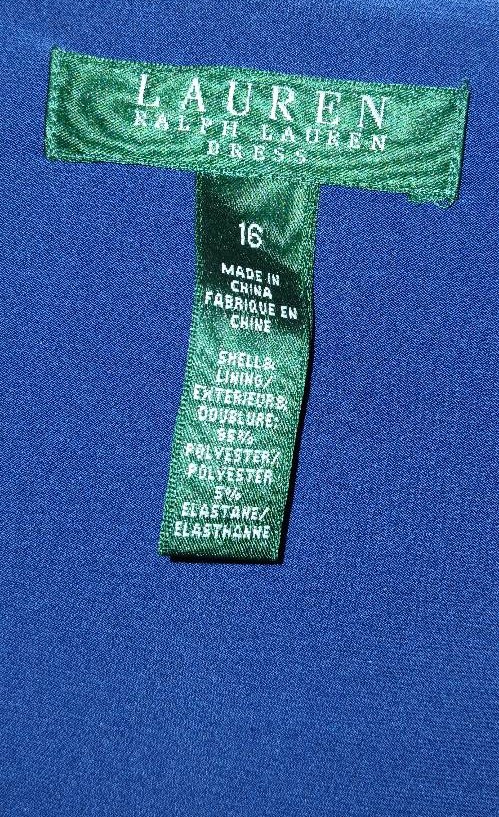 LAUREN
RALPH LAUREN
DRESS
16
MADE IN
CHINA
FABRIQUE EN
CHINE
SHELL&
LINING/
EXTERIEUR&
DOUBLURE:
95%
POLYESTER/
POLYESTER
5%
ELASTANE/
ELASTHANNE